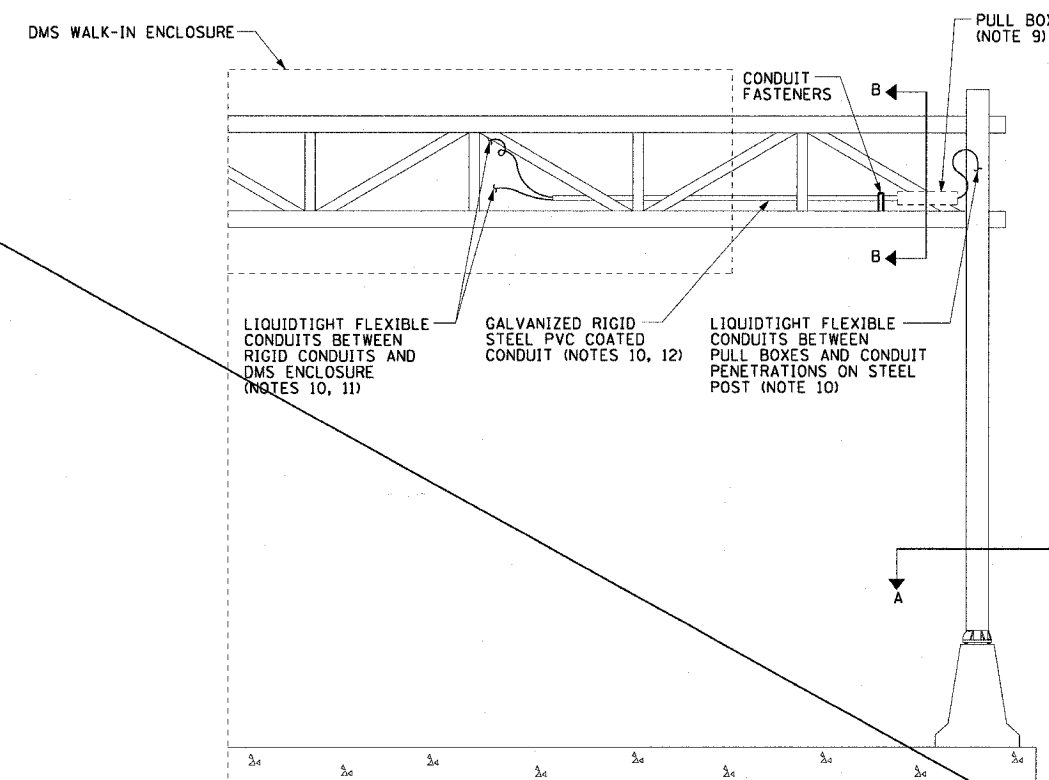 DMS WALK-IN ENCLOSURE
PULL BOX
(NOTE 9)
CONDUIT
FASTENERS
B
B
LIQUIDTIGHT FLEXIBLE
CONDUITS BETWEEN
RIGID CONDUITS AND
DMS ENCLOSURE
(NOTES 10, 11)
GALVANIZED RIGID
STEEL PVC COATED
CONDUIT (NOTES 10, 12)
LIQUIDTIGHT FLEXIBLE
CONDUITS BETWEEN
PULL BOXES AND CONDUIT
PENETRATIONS ON STEEL
POST (NOTE 10)
A